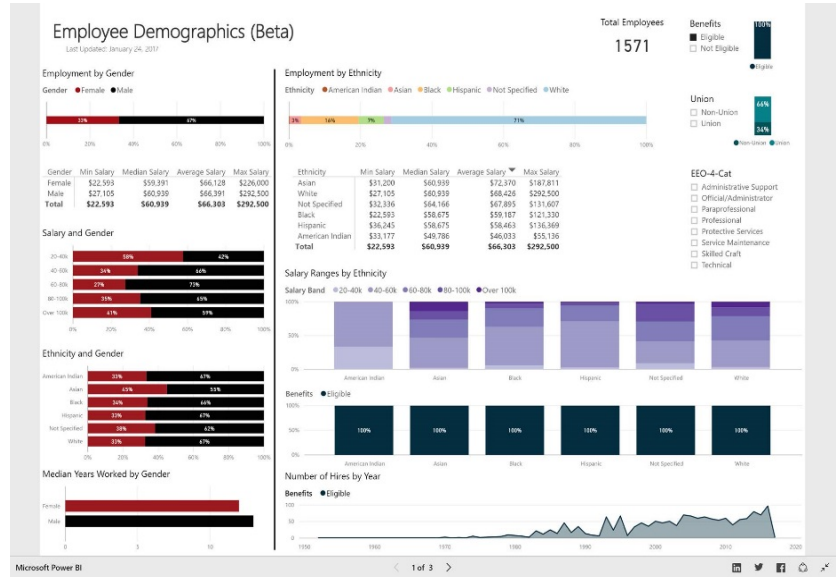 Employee Demographics (Beta)
Last Updated: January 24, 2017
Total Employees
1571
Benefits
Eligible
Not Eligible
100%
Eligible
Union
Non-Union
Union
66%
34%
Non-Union Union
EEO-4-Cat
Administrative Support
Official/Administrator
Paraprofessional
Professional
Protective Services
Service Maintenance
Skilled Craft
Technical
Employment by Gender
Gender Female Male
33% 67%
0% 20% 40% 60% 80% 100%
Gender Min Salary Median Salary Average Salary Max Salary
Female $22,593 $59,391 $66,128 $226,000
Male $27,105 $60,939 $66,391 $292,500
Total $22,593 $60,939 $66,303 $292,500
Salary and Gender
20-40k 58% 42%
40-60k 34% 66%
60-80k 27% 73%
80-100k 35% 65%
Over 100k 41% 59%
0% 20% 40% 60% 80% 100%
Ethnicity and Gender
American Indian 33% 67%
Asian 45% 55%
Black 34% 66%
Hispanic 33% 67%
Not Specified 38% 62%
White 33% 67%
0% 20% 40% 60% 80% 100%
Median Years Worked by Gender
Female
Male
0 5 10
Employment by Ethnicity
Ethnicity American Indian Asian Black Hispanic Not Specified White
3% 16% 7% 71%
0% 20% 40% 60% 80% 100%
Ethnicity Min Salary Median Salary Average Salary Max Salary
Asian $31,200 $60,939 $72,370 $187,811
White $27,105 $60,939 $68,426 $292,500
Not Specified $32,336 $64,166 $67,895 $131,607
Black $22,593 $58,675 $59,187 $121,330
Hispanic $36,245 $58,675 $58,463 $136,369
American Indian $33,177 $49,786 $46,033 $55,136
Total $22,593 $60,939 $66,303 $292,500
Salary Ranges by Ethnicity
Salary Band 20-40k 40-60k 60-80k 80-100k Over 100k
100%
50%
0%
American Indian Asian Black Hispanic Not Specified White
Benefits Eligible
100%
50%
0%
100% 100% 100% 100% 100% 100%
American Indian Asian Black Hispanic Not Specified White
Number of Hires by Year
Benefits Eligible
100
50
0
1950 1960 1970 1980 1990 2000 2010 2020
Microsoft Power BI
1 of 3